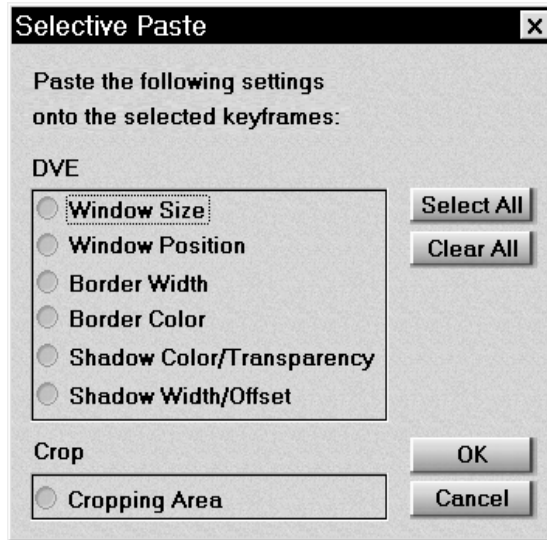 Selective Paste
Paste the following settings
onto the selected keyframes:
DVE
Window Size
Window Position
Border Width
Border Color
Shadow Color/Transparency
Shadow Width/Offset
Select All
Clear All
Crop
Cropping Area
OK
Cancel